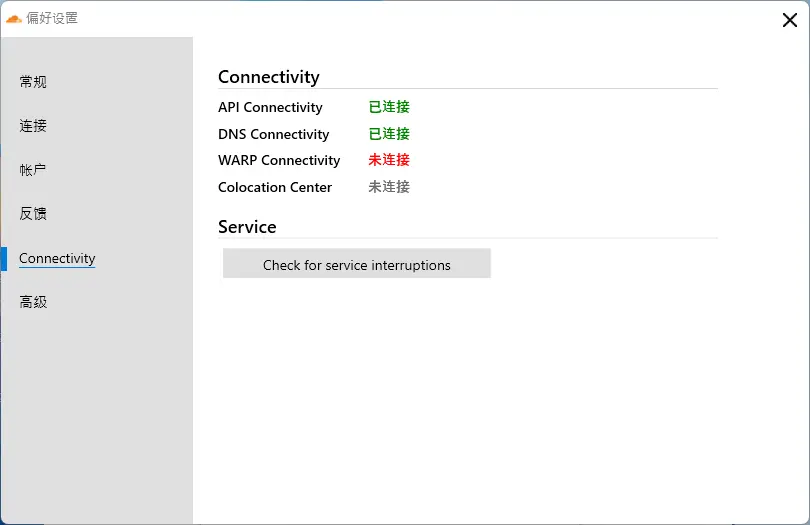 偏好设置
常规
连接
帐户
反馈
Connectivity
高级
Connectivity
API Connectivity 已连接
DNS Connectivity 已连接
WARP Connectivity 未连接
Colocation Center 未连接
Service
Check for service interruptions